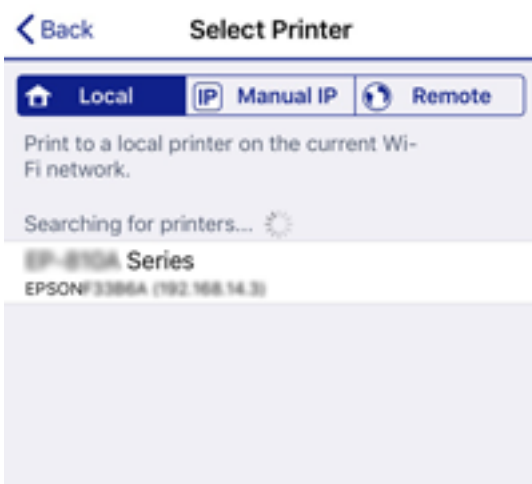 Back
Select Printer
Local
IP Manual IP
Remote
Print to a local printer on the current Wi-
Fi network.
Searching for printers...
Series
EPSON